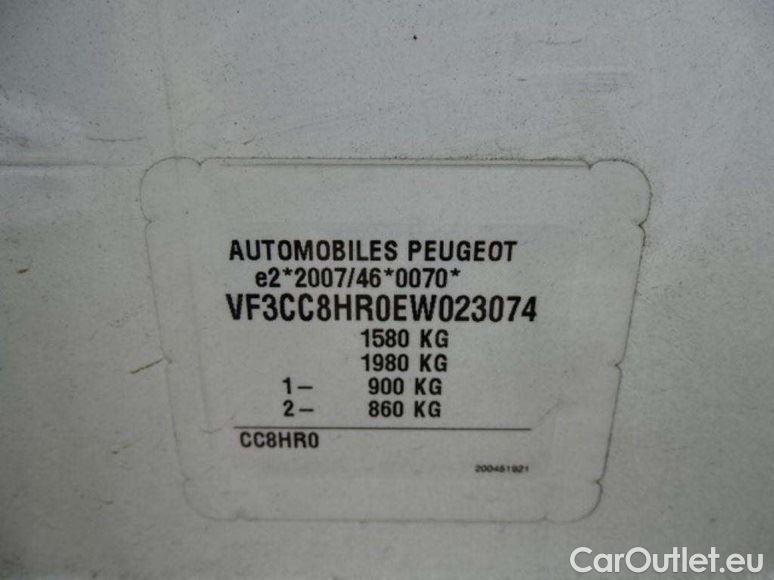 AUTOMOBILES PEUGEOT
e2*2007/46*0070*
VF3CC8HR0EW023074
1580 KG
1980 KG
1- 900 KG
2- 860 KG
CC8HR0
200451921
CarOutlet.eu